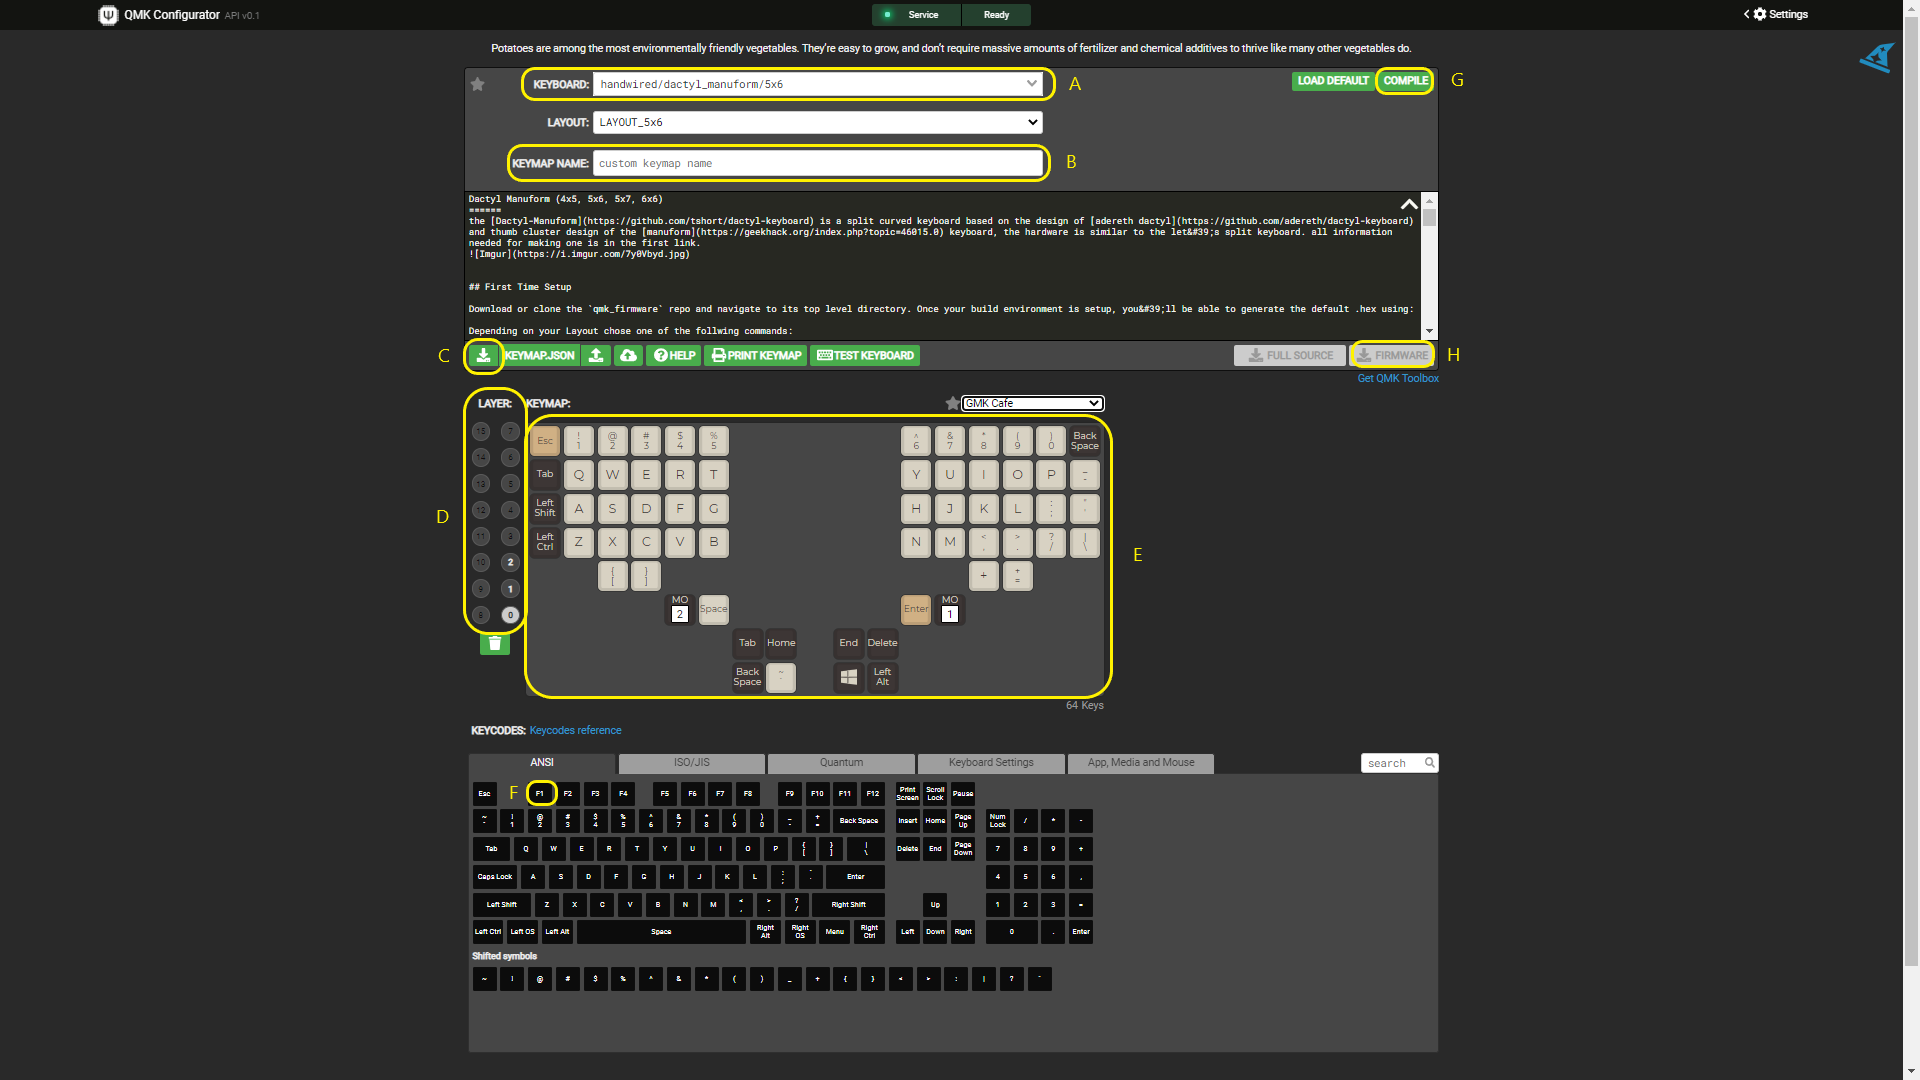 QMK Configurator API v0.1
Service Ready
Settings
Potatoes are among the most environmentally friendly vegetables. They're easy to grow, and don't require massive amounts of fertilizer and chemical additives to thrive like many other vegetables do.
KEYBOARD: handwired/dactyl_manuform/5x6 A
LOAD DEFAULT COMPILE G
LAYOUT: LAYOUT_5x6
KEYMAP NAME: custom keymap name B
Dactyl Manuform (4x5, 5x6, 5x7, 6x6)
======
the [Dactyl-Manuform](https://github.com/tshort/dactyl-keyboard) is a split curved keyboard based on the design of [adereth dactyl](https://github.com/adereth/dactyl-keyboard)
and thumb cluster design of the [manuform](https://geekhack.org/index.php?topic=46015.0) keyboard, the hardware is similar to the let&#39;s split keyboard. all information
needed for making one is in the first link.
![Imgur](https://i.imgur.com/7y0Vbyd.jpg)
## First Time Setup
Download or clone the `qmk_firmware` repo and navigate to its top level directory. Once your build environment is setup, you&#39;ll be able to generate the default .hex using:
Depending on your Layout chose one of the follwing commands:
C KEYMAP.JSON HELP PRINT KEYMAP TEST KEYBOARD FULL SOURCE FIRMWARE H
Get QMK Toolbox
LAYER: KEYMAP: GMK Cafe
15 7
14 6
13 5
12 4
11 3
10 2
9 1
8 0
D
Esc ! 1 @ 2 # 3 $ 4 % 5 ^ 6 & 7 * 8 ( 9 ) 0 Back Space
Tab Q W E R T Y U I O P _ -
Left Shift A S D F G H J K L : ; " '
Left Ctrl Z X C V B N M < , > . ? / | \
E
{ [ } ] + + =
MO 2 Space Enter MO 1
Tab Home End Delete
Back Space ~ ` Left Alt
64 Keys
KEYCODES: Keycodes reference
ANSI ISO/JIS Quantum Keyboard Settings App, Media and Mouse search
Esc F F1 F2 F3 F4 F5 F6 F7 F8 F9 F10 F11 F12 Print Screen Scroll Lock Pause
~ ` ! 1 @ 2 # 3 $ 4 % 5 ^ 6 & 7 * 8 ( 9 ) 0 _ - + = Back Space Insert Home Page Up Num Lock / * -
Tab Q W E R T Y U I O P { [ } ] | \ Delete End Page Down 7 8 9 +
Caps Lock A S D F G H J K L : ; " ' Enter 4 5 6 ,
Left Shift Z X C V B N M < , > . ? / Right Shift Up 1 2 3 =
Left Ctrl Left OS Left Alt Space Right Alt Right OS Menu Right Ctrl Left Down Right 0 . Enter
Shifted symbols
~ ! @ # $ % ^ & * ( ) _ + { } < > : | ? "